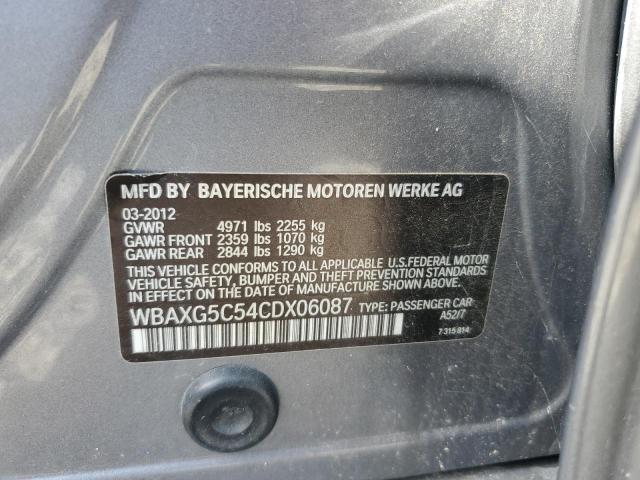 MFD BY BAYERISCHE MOTOREN WERKE AG
03-2012
GVWR 4971 lbs 2255 kg
GAWR FRONT 2359 lbs 1070 kg
GAWR REAR 2844 lbs 1290 kg
THIS VEHICLE CONFORMS TO ALL APPLICABLE U.S.FEDERAL MOTOR
VEHICLE SAFETY, BUMPER AND THEFT PREVENTION STANDARDS
IN EFFECT ON THE DATE OF MANUFACTURE SHOWN ABOVE.
WBAXG5C54CDX06087 TYPE: PASSENGER CAR
A52/7
7 315 814